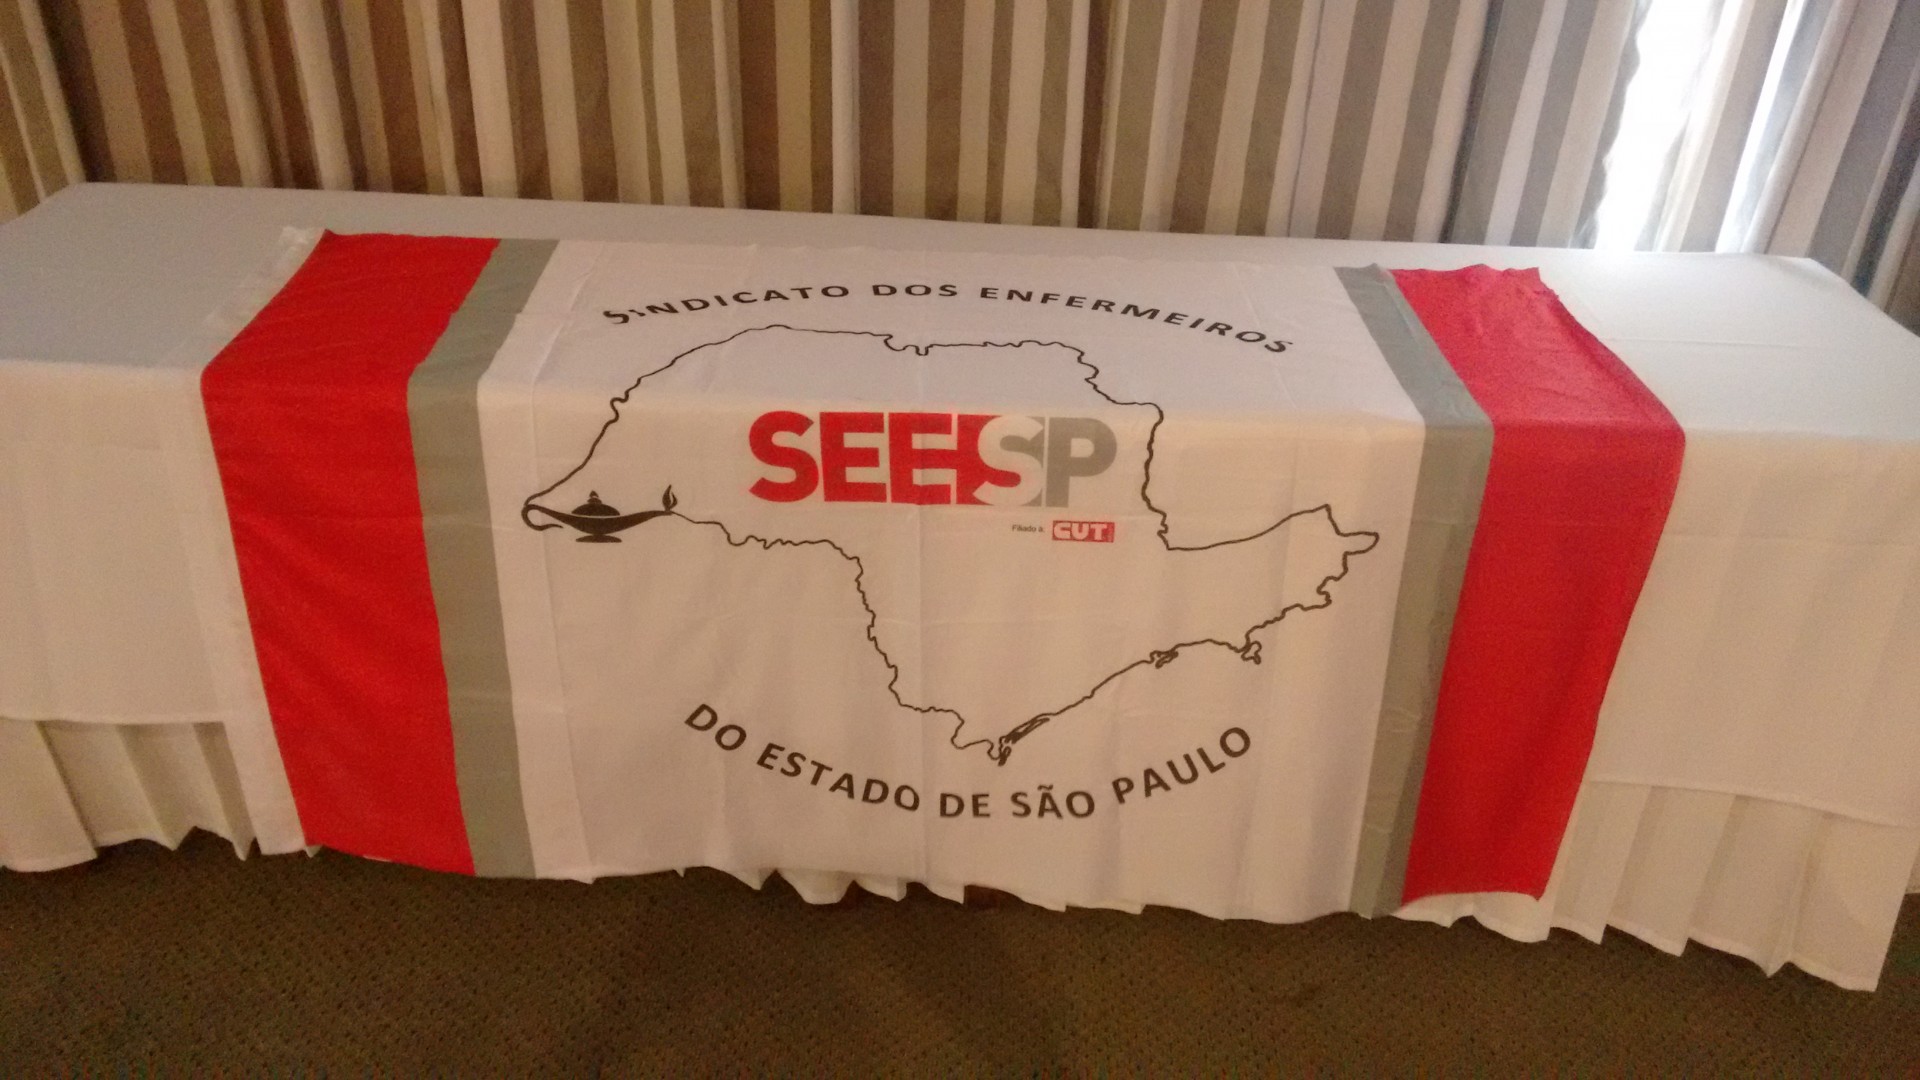 SINDICATO DOS ENFERMEIROS
SEESP
Filiado à CUT
DO ESTADO DE SÃO PAULO